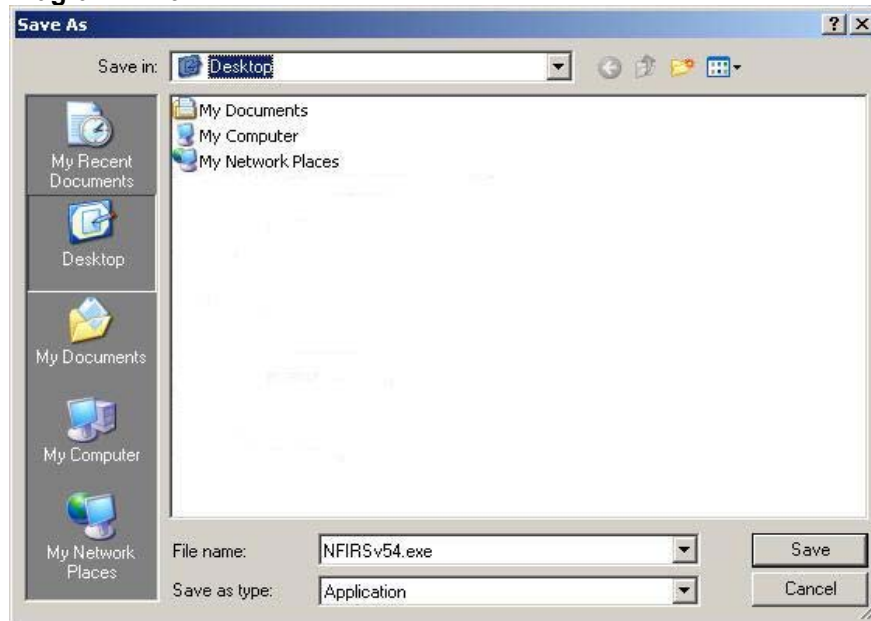 Save As
Save in: Desktop
My Documents
My Computer
My Network Places
My Recent
Documents
Desktop
My Documents
My Computer
My Network
Places
File name: NFIRSv54.exe Save
Save as type: Application Cancel